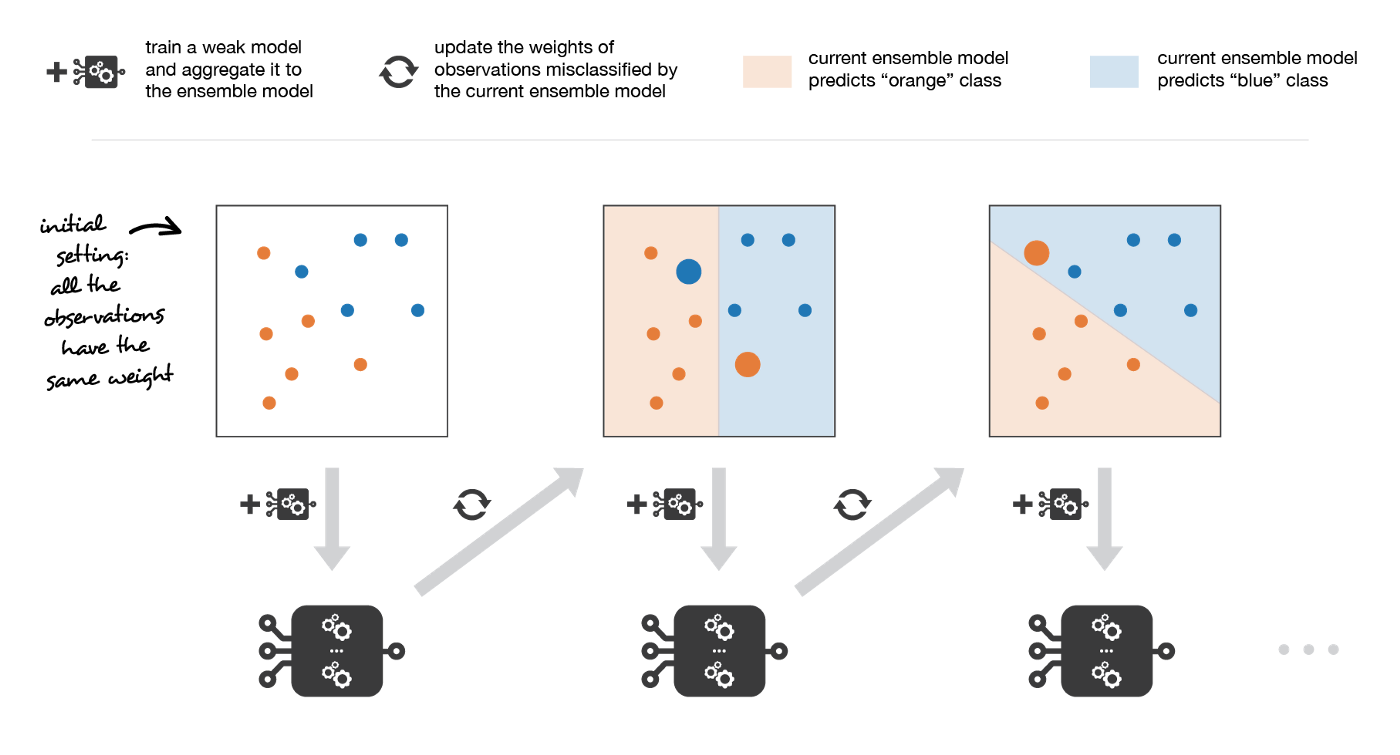 train a weak model
and aggregate it to
the ensemble model
update the weights of
observations misclassified by
the current ensemble model
current ensemble model
predicts “orange” class
current ensemble model
predicts “blue” class
initial
setting:
all the
observations
have the
same weight